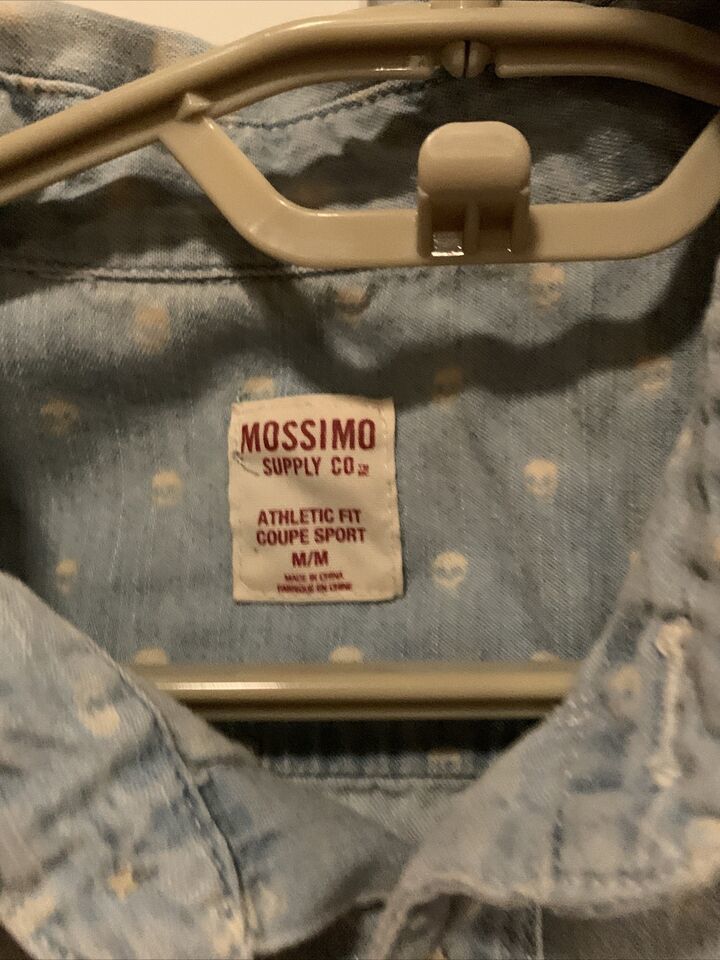 MOSSIMO
SUPPLY CO
ATHLETIC FIT
COUPE SPORT
M/M
MADE IN CHINA
FABRIQUÉ EN CHINE